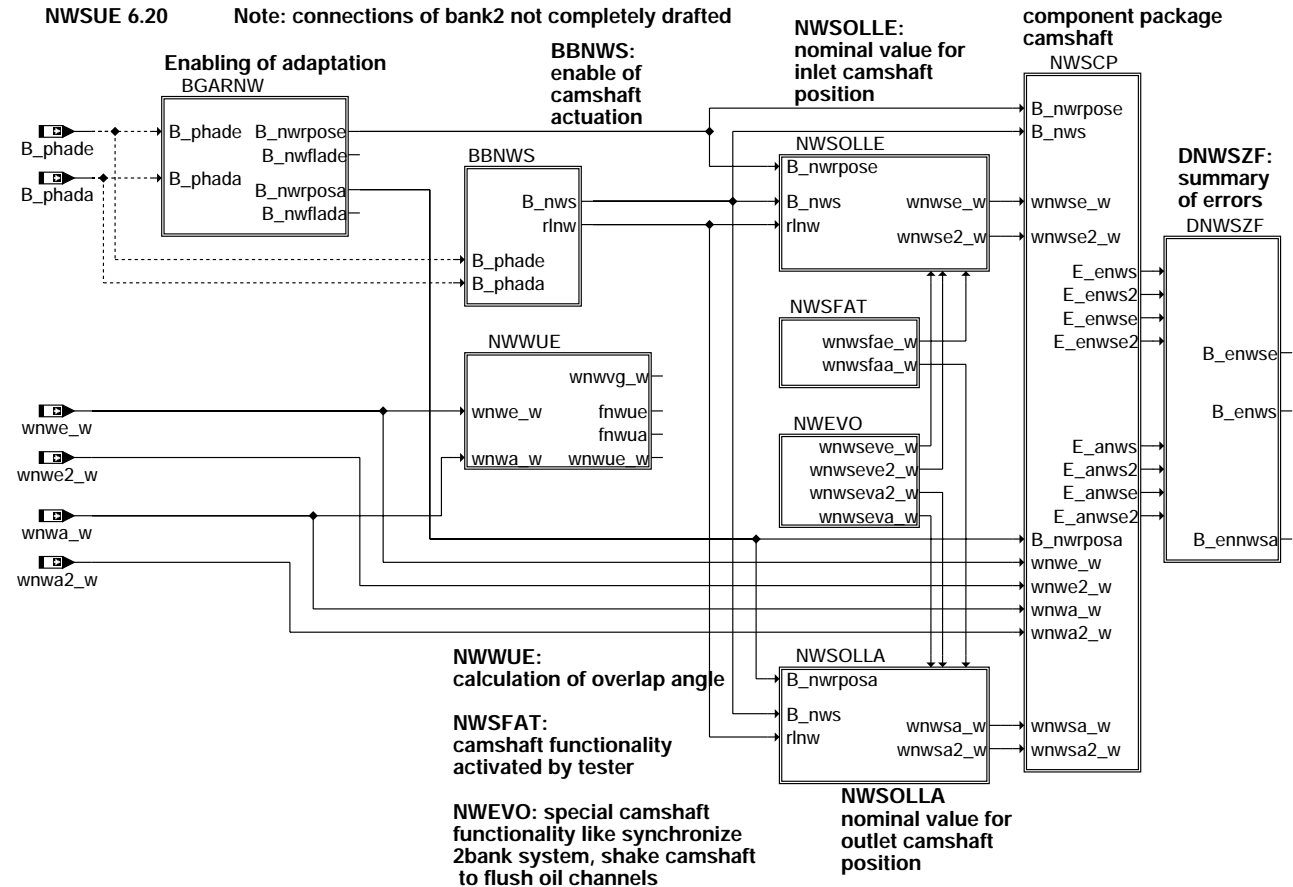 NWSUE 6.20
Note: connections of bank2 not completely drafted
component package
camshaft
NWSCP
NWSOLLE:
nominal value for
inlet camshaft
position
BBNWS:
enable of
camshaft
actuation
Enabling of adaptation
BGARNW
B_phade
B_phada
B_phade
B_phada
B_nwrpose
B_nwflade
B_nwrposa
B_nwflada
BBNWS
B_nws
rlnw
B_phade
B_phada
NWSOLLE
B_nwrpose
B_nws
rlnw
wnwse_w
wnwse2_w
B_nwrpose
B_nws
wnwse_w
wnwse2_w
E_enws
E_enws2
E_enwse
E_enwse2
DNWSZF:
summary
of errors
DNWSZF
B_enwse
B_enws
B_ennwsa
NWSFAT
wnwsfae_w
wnwsfaa_w
NWWUE
wnwe_w
wnwa_w
wnwvg_w
fnwue
fnwua
wnwue_w
NWEVO
wnwseve_w
wnwseve2_w
wnwseva2_w
wnwseva_w
E_anws
E_anws2
E_anwse
E_anwse2
wnwe_w
wnwe2_w
wnwa_w
wnwa2_w
B_nwrposa
wnwe_w
wnwe2_w
wnwa_w
wnwa2_w
NWSOLLA
B_nwrposa
B_nws
rlnw
wnwsa_w
wnwsa2_w
wnwsa_w
wnwsa2_w
NWWUE:
calculation of overlap angle
NWSFAT:
camshaft functionality
activated by tester
NWEVO: special camshaft
functionality like synchronize
2bank system, shake camshaft
to flush oil channels
NWSOLLA
nominal value for
outlet camshaft
position